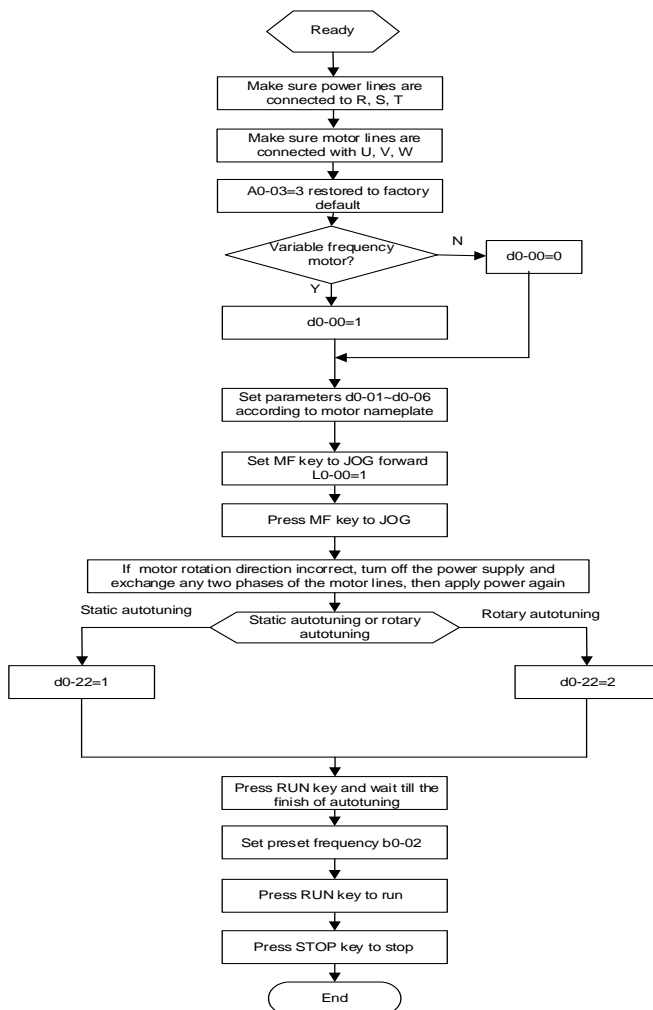 Ready
Make sure power lines are
connected to R, S, T
Make sure motor lines are
connected with U, V, W
A0-03=3 restored to factory
default
Variable frequency
motor?
N
d0-00=0
Y
d0-00=1
Set parameters d0-01~d0-06
according to motor nameplate
Set MF key to JOG forward
L0-00=1
Press MF key to JOG
If motor rotation direction incorrect, turn off the power supply and
exchange any two phases of the motor lines, then apply power again
Static autotuning
Static autotuning or rotary
autotuning
Rotary autotuning
d0-22=1
d0-22=2
Press RUN key and wait till the
finish of autotuning
Set preset frequency b0-02
Press RUN key to run
Press STOP key to stop
End